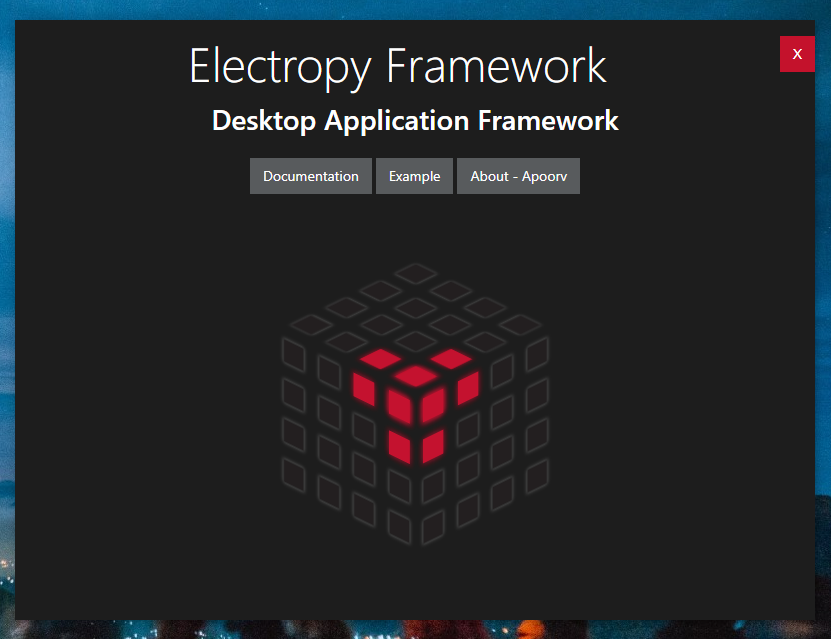 Electropy Framework
X
Desktop Application Framework
Documentation Example About - Apoorv